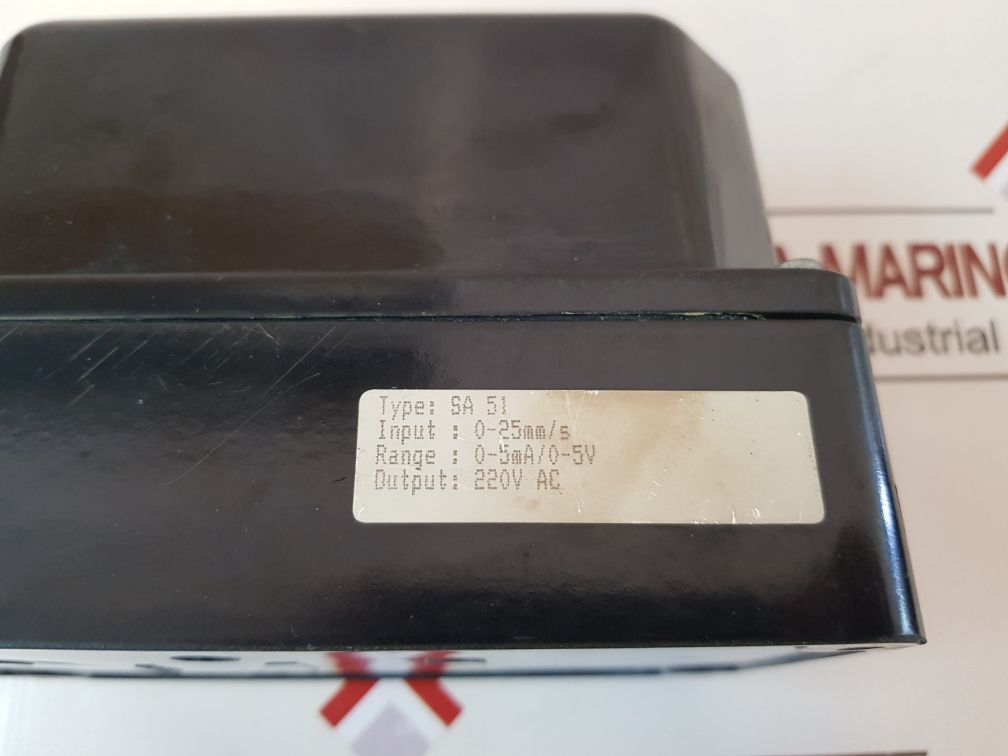 MARIN
dustrial
Type: SA 51
Input : 0-25mm/s
Range : 0-5mA/0-5V
Output: 220V AC